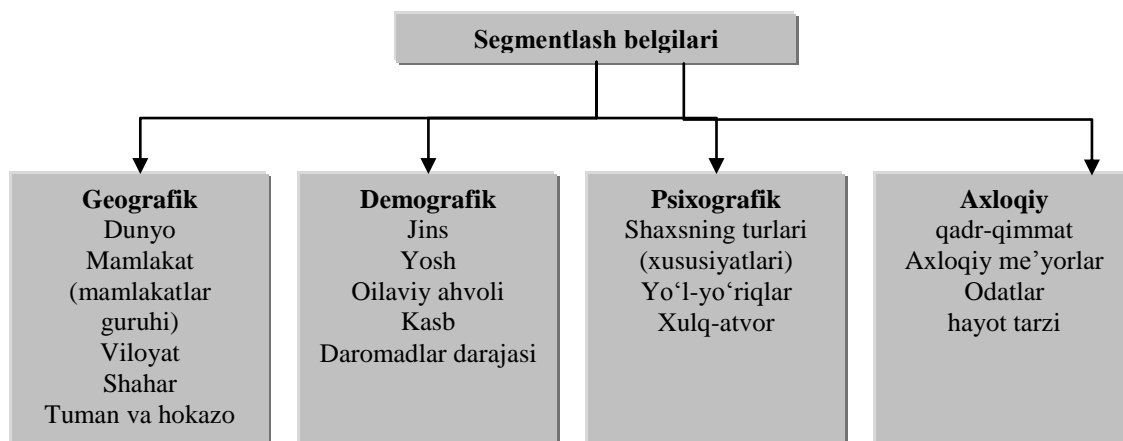 Segmentlash belgilari
Geografik
Dunyo
Mamlakat
(mamlakatlar
guruhi)
Viloyat
Shahar
Tuman va hokazo
Demografik
Jins
Yosh
Oilaviy ahvoli
Kasb
Daromadlar darajasi
Psixografik
Shaxsning turlari
(xususiyatlari)
Yo‘l-yo‘riqlar
Xulq-atvor
Axloqiy
qadr-qimmat
Axloqiy me’yorlar
Odatlar
hayot tarzi